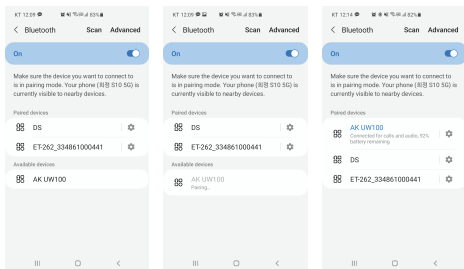 KT 12:09 83%
< Bluetooth Scan Advanced
On
Make sure the device you want to connect to
is in pairing mode. Your phone (회정 S10 5G) is
currently visible to nearby devices.
Paired devices
DS
ET-262_334861000441
Available devices
AK UW100
KT 12:09 83%
< Bluetooth Scan Advanced
On
Make sure the device you want to connect to
is in pairing mode. Your phone (회정 S10 5G) is
currently visible to nearby devices.
Paired devices
DS
ET-262_334861000441
Available devices
AK UW100
Pairing...
KT 12:14 82%
< Bluetooth Scan Advanced
On
Make sure the device you want to connect to
is in pairing mode. Your phone (회정 S10 5G) is
currently visible to nearby devices.
Paired devices
AK UW100
Connected for calls and audio, 92%
battery remaining
DS
ET-262_334861000441